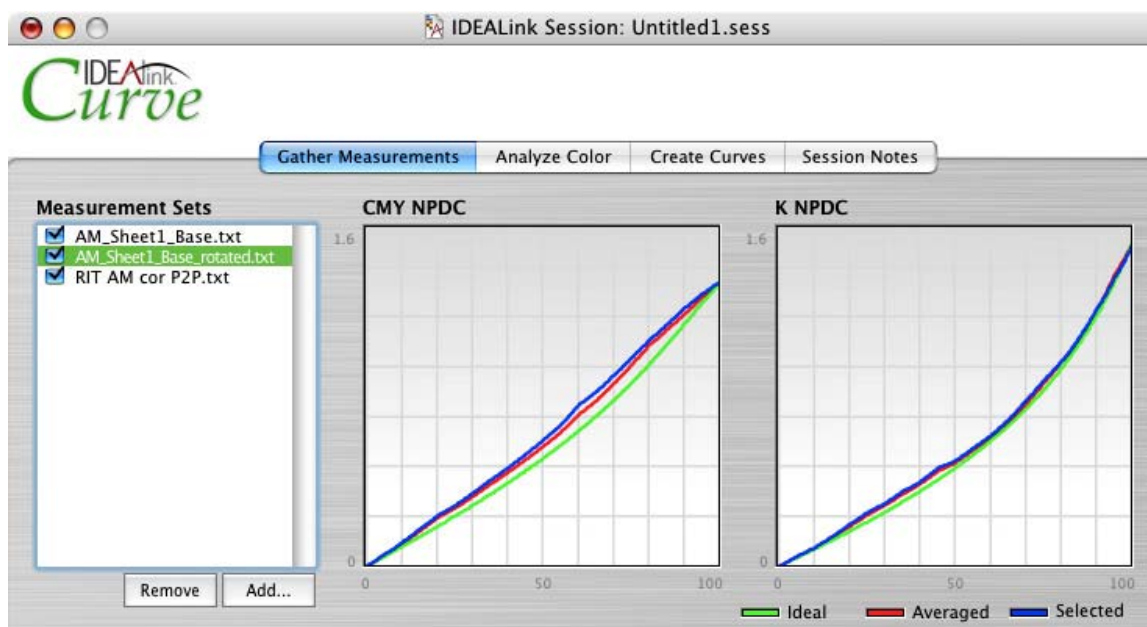 IDEALink Session: Untitled1.sess
IDEAlink
Curve
Gather Measurements Analyze Color Create Curves Session Notes
Measurement Sets
AM_Sheet1_Base.txt
AM_Sheet1_Base_rotated.txt
RIT AM cor P2P.txt
Remove Add...
CMY NPDC
1.6
0
0 50 100
K NPDC
1.6
0
0 50 100
Ideal Averaged Selected